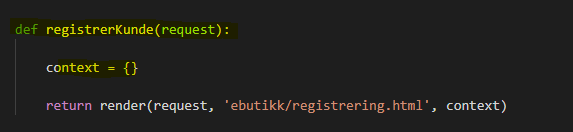 def registrerKunde(request):
context = {}
return render(request, 'ebutikk/registrering.html', context)